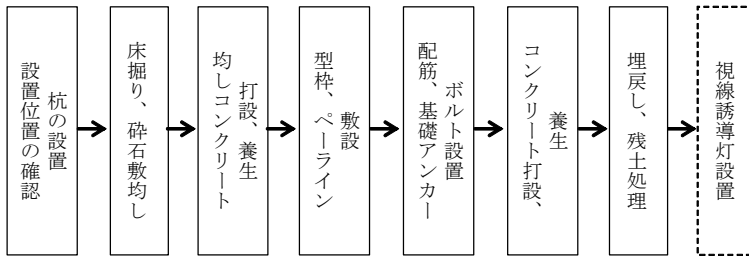 設置位置の確認
杭の設置
床掘り、砕石敷均し
均しコンクリート
打設、養生
型枠、ペーライン
敷設
配筋、基礎アンカー
ボルト設置
コンクリート打設、
養生
埋戻し、残土処理
視線誘導灯設置